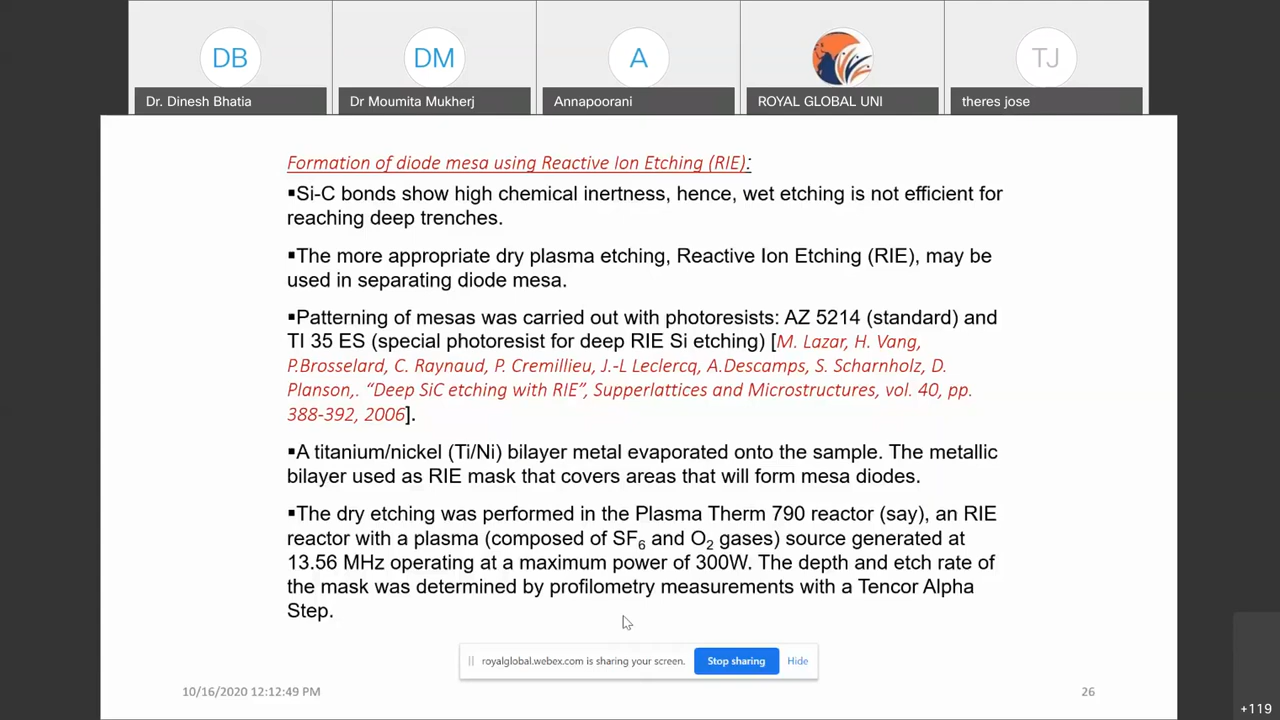 DB
DM
A
TJ
Dr. Dinesh Bhatia
Dr Moumita Mukherj
Annapoorani
ROYAL GLOBAL UNI
theres jose
Formation of diode mesa using Reactive Ion Etching (RIE):
▪Si-C bonds show high chemical inertness, hence, wet etching is not efficient for
reaching deep trenches.
▪The more appropriate dry plasma etching, Reactive Ion Etching (RIE), may be
used in separating diode mesa.
▪Patterning of mesas was carried out with photoresists: AZ 5214 (standard) and
TI 35 ES (special photoresist for deep RIE Si etching) [M. Lazar, H. Vang,
P.Brosselard, C. Raynaud, P. Cremillieu, J.-L Leclercq, A.Descamps, S. Scharnholz, D.
Planson,. “Deep SiC etching with RIE”, Supperlattices and Microstructures, vol. 40, pp.
388-392, 2006].
▪A titanium/nickel (Ti/Ni) bilayer metal evaporated onto the sample. The metallic
bilayer used as RIE mask that covers areas that will form mesa diodes.
▪The dry etching was performed in the Plasma Therm 790 reactor (say), an RIE
reactor with a plasma (composed of SF6 and O2 gases) source generated at
13.56 MHz operating at a maximum power of 300W. The depth and etch rate of
the mask was determined by profilometry measurements with a Tencor Alpha
Step.
royalglobal.webex.com is sharing your screen.
Stop sharing
Hide
10/16/2020 12:12:49 PM
26
+119